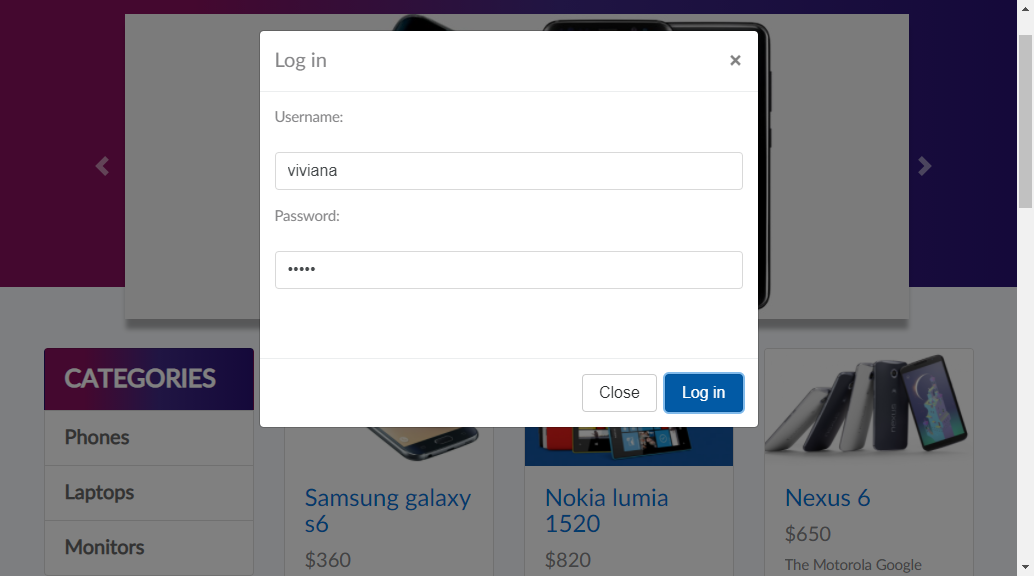 Log in
×
Username:
viviana
Password:
•••••
Close
Log in
CATEGORIES
Phones
Laptops
Monitors
Samsung galaxy
s6
$360
Nokia lumia
1520
$820
Nexus 6
$650
The Motorola Google